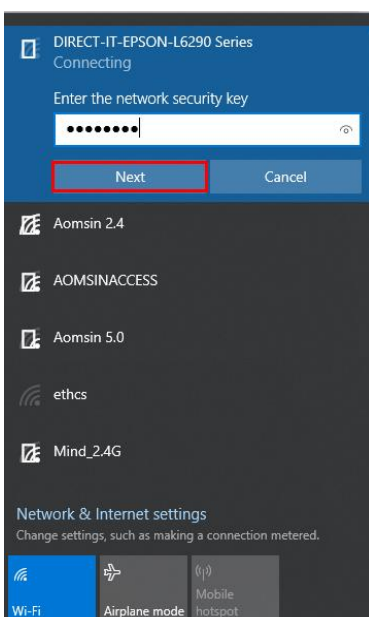 DIRECT-IT-EPSON-L6290 Series
Connecting
Enter the network security key
••••••••
Next
Cancel
Aomsin 2.4
AOMSINACCESS
Aomsin 5.0
ethcs
Mind_2.4G
Network & Internet settings
Change settings, such as making a connection metered.
Wi-Fi
Airplane mode
Mobile
hotspot